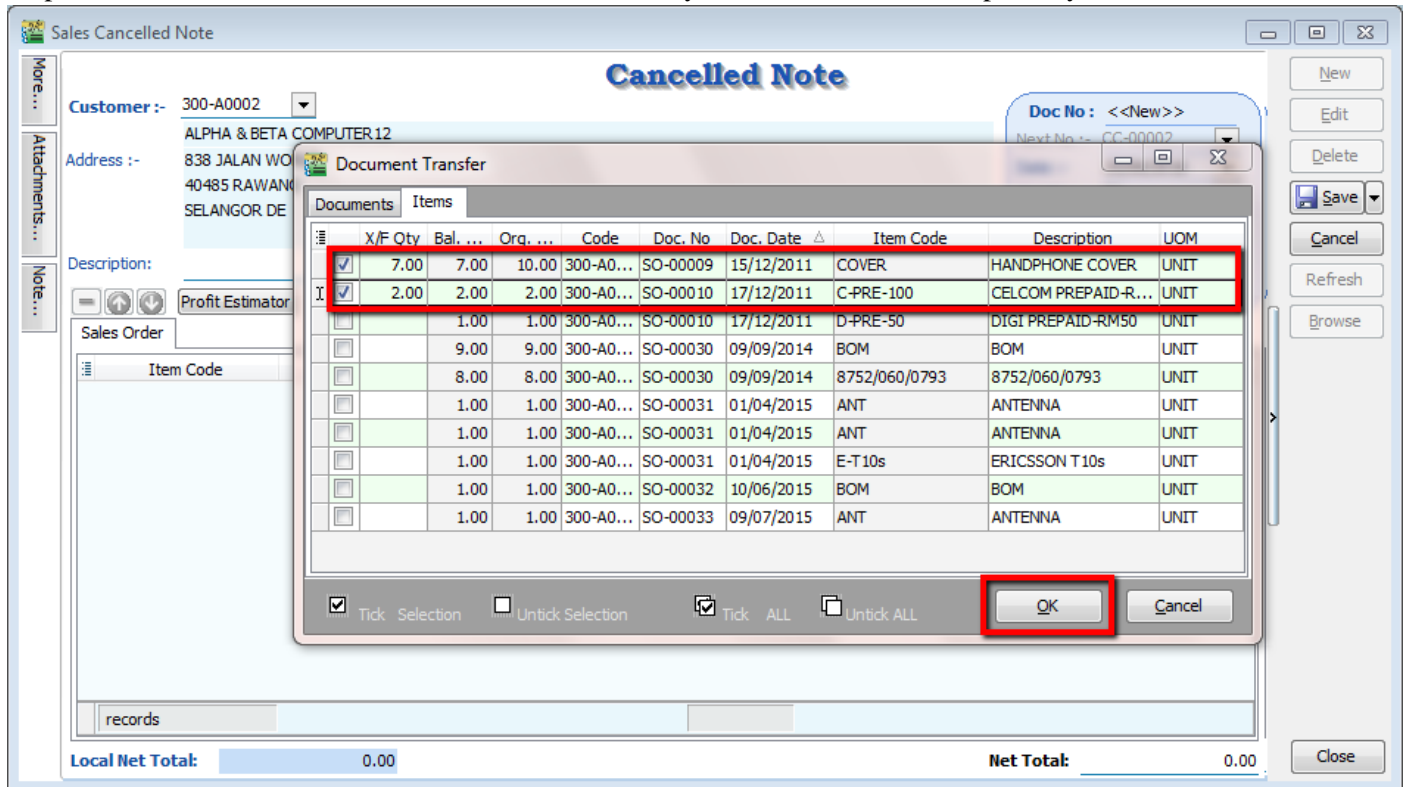 Sales Cancelled Note
More...
Attachments...
Note...
Cancelled Note
Customer :- 300-A0002
ALPHA & BETA COMPUTER12
Address :- 838 JALAN WO
40485 RAWANG
SELANGOR DE
Description:
Doc No : <<New>>
Next No :- CC-00002
Profit Estimator
Sales Order
Item Code
records
Local Net Total: 0.00
Net Total: 0.00
New
Edit
Delete
Save
Cancel
Refresh
Browse
Close
Document Transfer
Documents Items
X/F Qty Bal. ... Org. ... Code Doc. No Doc. Date Item Code Description UOM
7.00 7.00 10.00 300-A0... SO-00009 15/12/2011 COVER HANDPHONE COVER UNIT
2.00 2.00 2.00 300-A0... SO-00010 17/12/2011 C-PRE-100 CELCOM PREPAID-R... UNIT
1.00 1.00 300-A0... SO-00010 17/12/2011 D-PRE-50 DIGI PREPAID-RM50 UNIT
9.00 9.00 300-A0... SO-00030 09/09/2014 BOM BOM UNIT
8.00 8.00 300-A0... SO-00030 09/09/2014 8752/060/0793 8752/060/0793 UNIT
1.00 1.00 300-A0... SO-00031 01/04/2015 ANT ANTENNA UNIT
1.00 1.00 300-A0... SO-00031 01/04/2015 ANT ANTENNA UNIT
1.00 1.00 300-A0... SO-00031 01/04/2015 E-T10s ERICSSON T10s UNIT
1.00 1.00 300-A0... SO-00032 10/06/2015 BOM BOM UNIT
1.00 1.00 300-A0... SO-00033 09/07/2015 ANT ANTENNA UNIT
Tick Selection Untick Selection Tick ALL Untick ALL OK Cancel